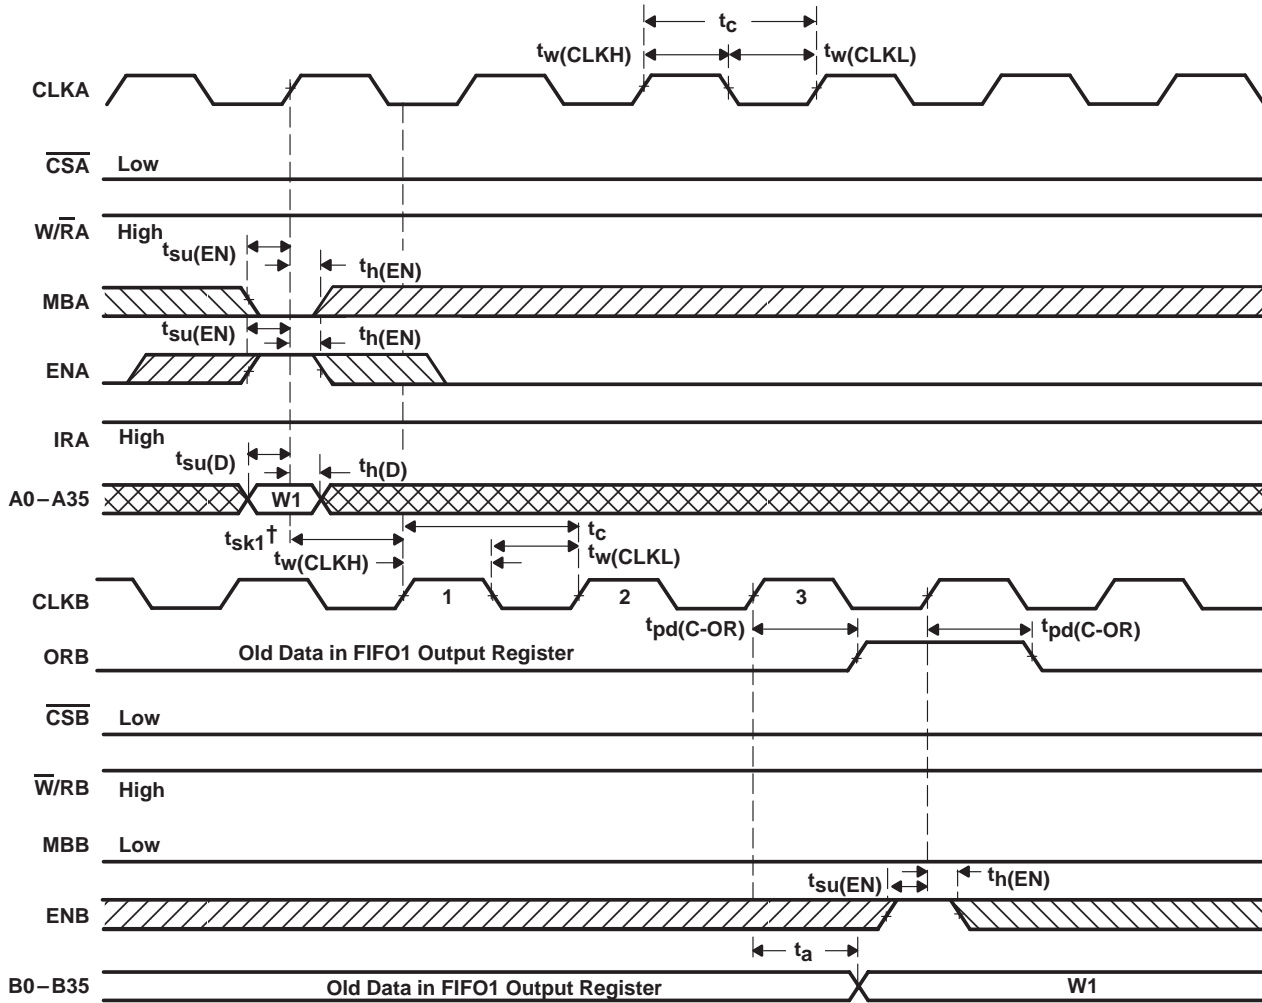 tc
tw(CLKH)
tw(CLKL)
CLKA
CSA Low
W/RA High
tsu(EN)
th(EN)
MBA
tsu(EN)
th(EN)
ENA
IRA High
tsu(D)
th(D)
A0–A35
W1
tsk1†
tc
tw(CLKH)
tw(CLKL)
CLKB
1
2
3
tpd(C-OR)
tpd(C-OR)
ORB
Old Data in FIFO1 Output Register
CSB Low
W/RB High
MBB Low
tsu(EN)
th(EN)
ENB
ta
B0–B35
Old Data in FIFO1 Output Register
W1